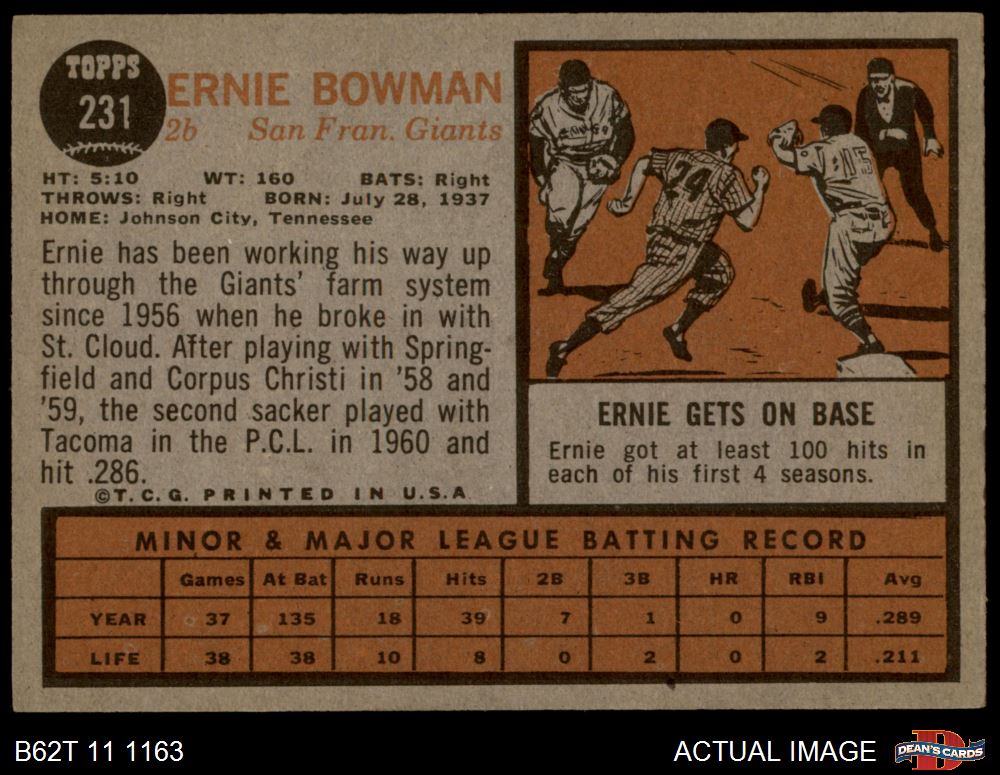 TOPPS
231
ERNIE BOWMAN
2b San Fran. Giants
HT: 5:10 WT: 160 BATS: Right
THROWS: Right BORN: July 28, 1937
HOME: Johnson City, Tennessee
Ernie has been working his way up
through the Giants' farm system
since 1956 when he broke in with
St. Cloud. After playing with Spring-
field and Corpus Christi in '58 and
'59, the second sacker played with
Tacoma in the P.C.L. in 1960 and
hit .286.
©T.C.G. PRINTED IN U.S.A.
24
15
ERNIE GETS ON BASE
Ernie got at least 100 hits in
each of his first 4 seasons.
MINOR & MAJOR LEAGUE BATTING RECORD
Games At Bat Runs Hits 2B 3B HR RBI Avg
YEAR 37 135 18 39 7 1 0 9 .289
LIFE 38 38 10 8 0 2 0 2 .211
B62T 11 1163
ACTUAL IMAGE
DEAN'S CARDS